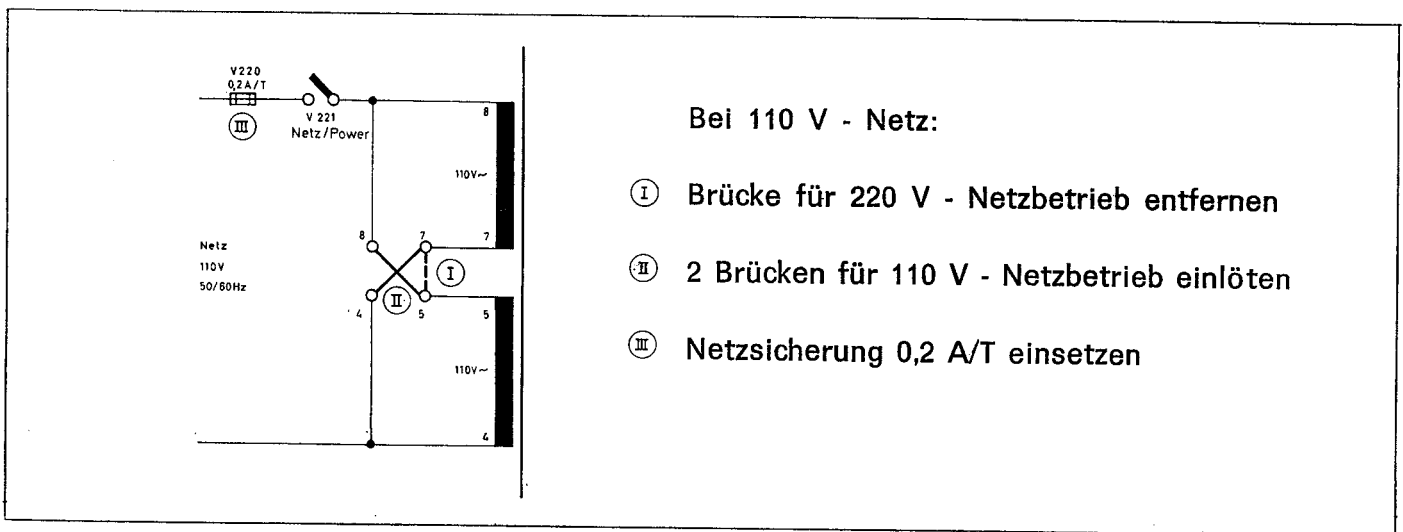 V220
0,2A/T
III
V 221
Netz/Power
8
110V~
8
7
7
Netz
110V
50/60Hz
I
II
4
5
5
110V~
4
Bei 110 V - Netz:
I Brücke für 220 V - Netzbetrieb entfernen
II 2 Brücken für 110 V - Netzbetrieb einlöten
III Netzsicherung 0,2 A/T einsetzen